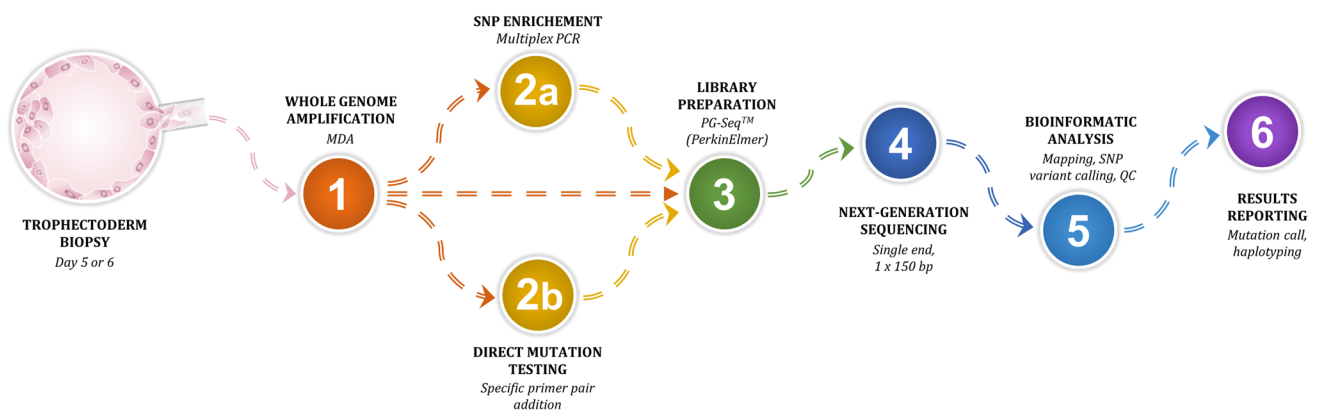 TROPHECTODERM
BIOPSY
Day 5 or 6
WHOLE GENOME
AMPLIFICATION
MDA
1
SNP ENRICHEMENT
Multiplex PCR
2a
2b
DIRECT MUTATION
TESTING
Specific primer pair
addition
LIBRARY
PREPARATION
PG-Seq™
(PerkinElmer)
3
4
NEXT-GENERATION
SEQUENCING
Single end,
1 x 150 bp
BIOINFORMATIC
ANALYSIS
Mapping, SNP
variant calling, QC
5
6
RESULTS
REPORTING
Mutation call,
haplotyping